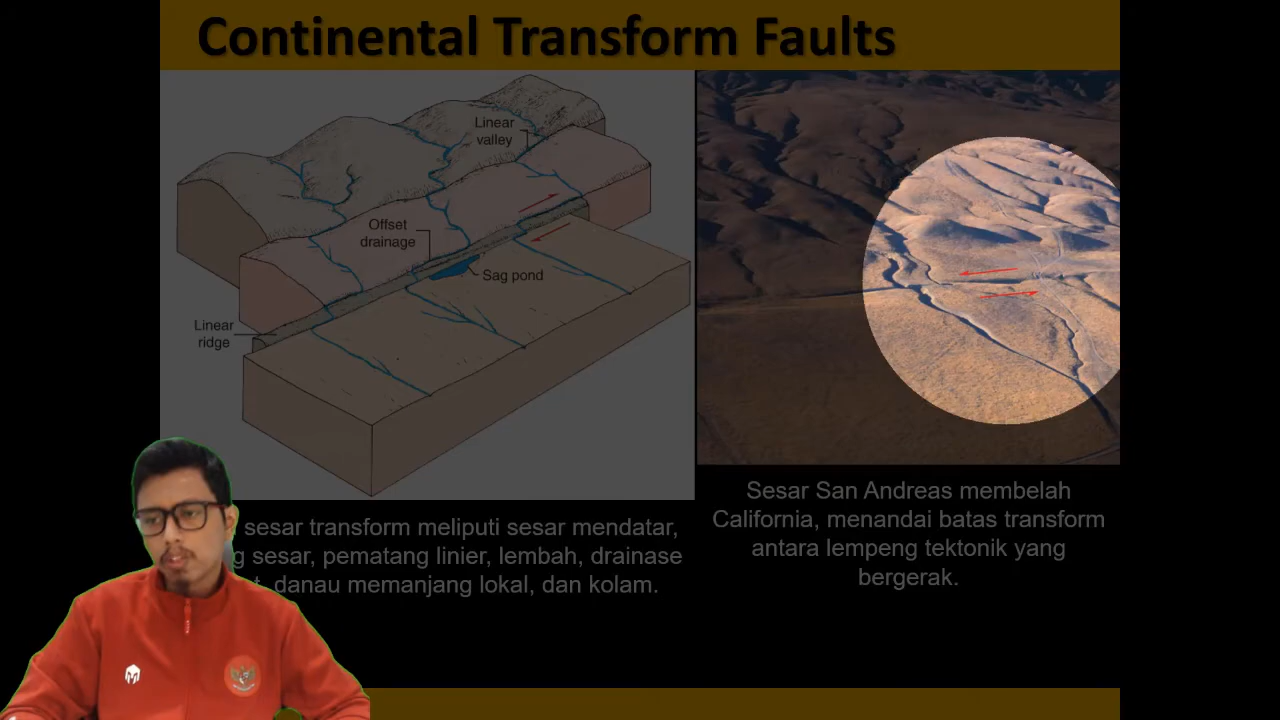 Continental Transform Faults
Linear
valley
Offset
drainage
Sag pond
Linear
ridge
sesar transform meliputi sesar mendatar,
sesar, pematang linier, lembah, drainase
danau memanjang lokal, dan kolam.
Sesar San Andreas membelah
California, menandai batas transform
antara lempeng tektonik yang
bergerak.